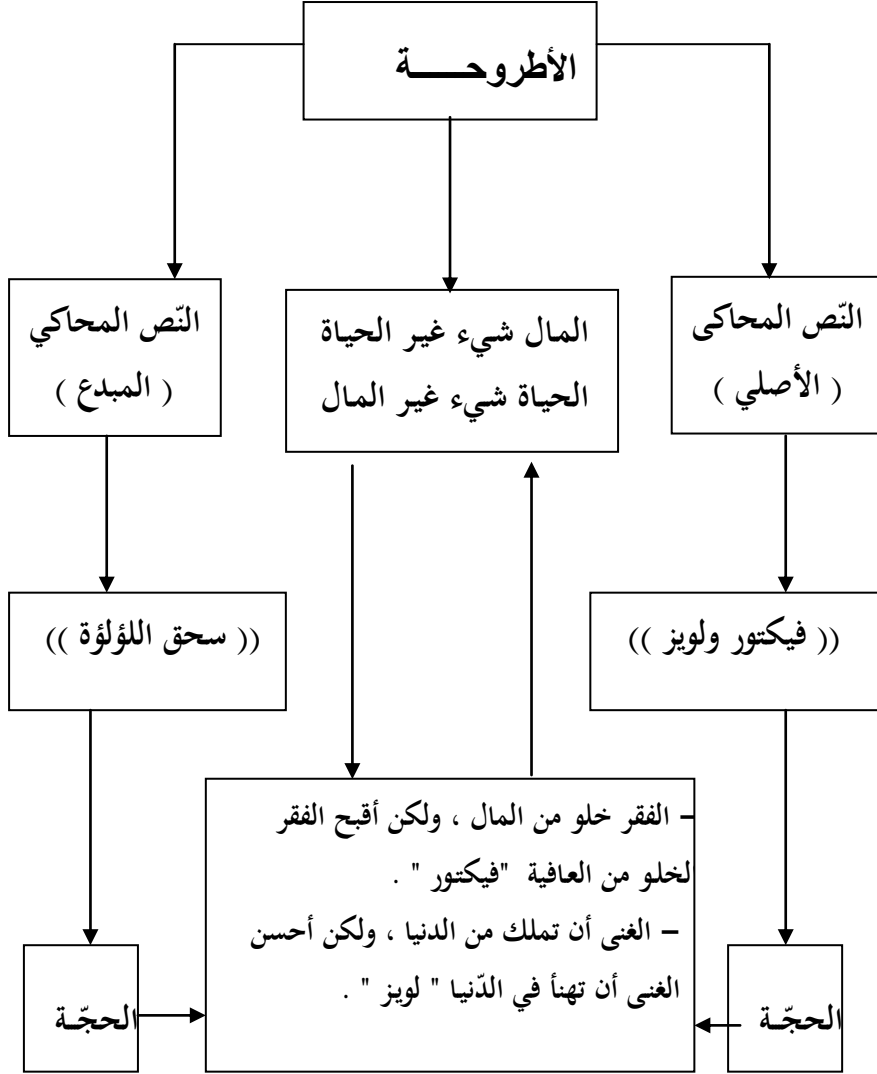 الأطروحــــة
النّص المحاكى
( الأصلي )
المال شيء غير الحياة
الحياة شيء غير المال
النّص المحاكي
( المبدع )
(( فيكتور ولويز ))
(( سحق اللؤلؤة ))
– الفقر خلو من المال ، ولكن أقبح الفقر
لخلو من العافية "فيكتور " .
– الغنى أن تملك من الدنيا ، ولكن أحسن
الغنى أن تهنأ في الدّنيا " لويز " .
الحجّـة
الحجّـة